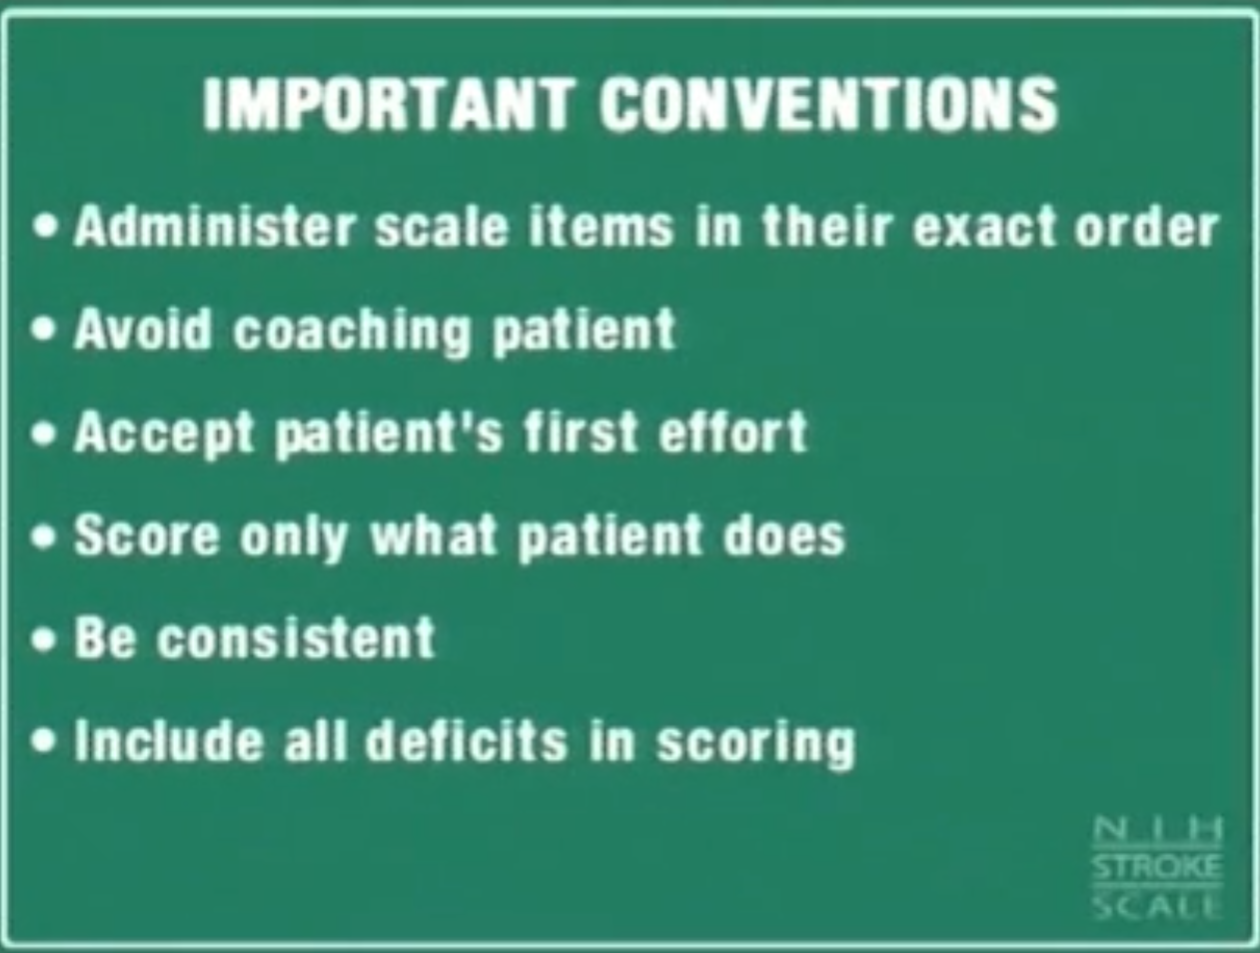 IMPORTANT CONVENTIONS
• Administer scale items in their exact order
• Avoid coaching patient
• Accept patient's first effort
• Score only what patient does
• Be consistent
• Include all deficits in scoring
NIH
STROKE
SCALE